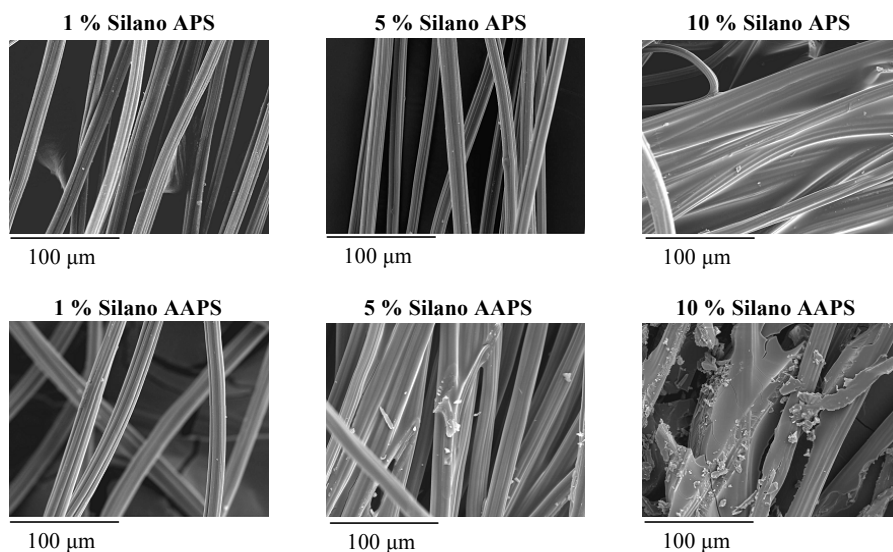 1 % Silano APS
5 % Silano APS
10 % Silano APS
100 μm
100 μm
100 μm
1 % Silano AAPS
5 % Silano AAPS
10 % Silano AAPS
100 μm
100 μm
100 μm